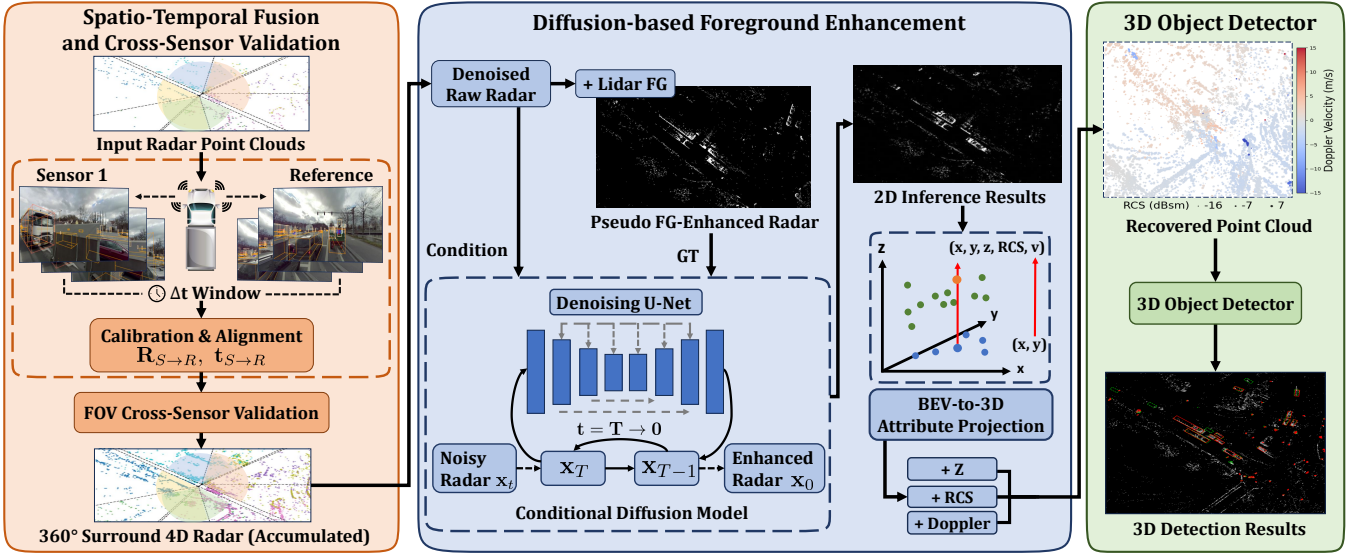 Spatio-Temporal Fusion
and Cross-Sensor Validation
Input Radar Point Clouds
Sensor 1
Reference
Δt Window
Calibration & Alignment
R_{S→R}, t_{S→R}
FOV Cross-Sensor Validation
360° Surround 4D Radar (Accumulated)
Diffusion-based Foreground Enhancement
Denoised
Raw Radar
+ Lidar FG
Pseudo FG-Enhanced Radar
Condition
GT
Denoising U-Net
t = T → 0
Noisy
Radar x_t
x_T
x_{T−1}
Enhanced
Radar x_0
Conditional Diffusion Model
2D Inference Results
z
(x, y, z, RCS, v)
y
(x, y)
x
BEV-to-3D
Attribute Projection
+ Z
+ RCS
+ Doppler
3D Object Detector
15
10
5
0
−5
−10
−15
Doppler Velocity (m/s)
RCS (dBsm) -16 -7 7
Recovered Point Cloud
3D Object Detector
3D Detection Results